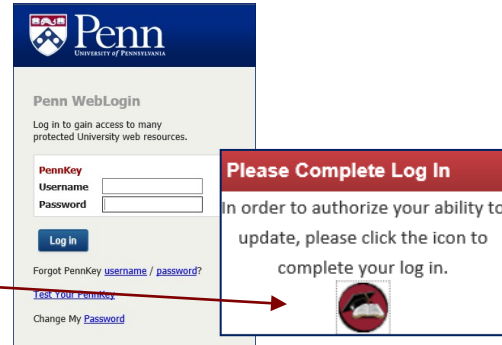 Penn
UNIVERSITY of PENNSYLVANIA
Penn WebLogin
Log in to gain access to many
protected University web resources.
PennKey
Username
Password
Log in
Forgot PennKey username / password?
Test Your PennKey
Change My Password
Please Complete Log In
In order to authorize your ability to
update, please click the icon to
complete your log in.